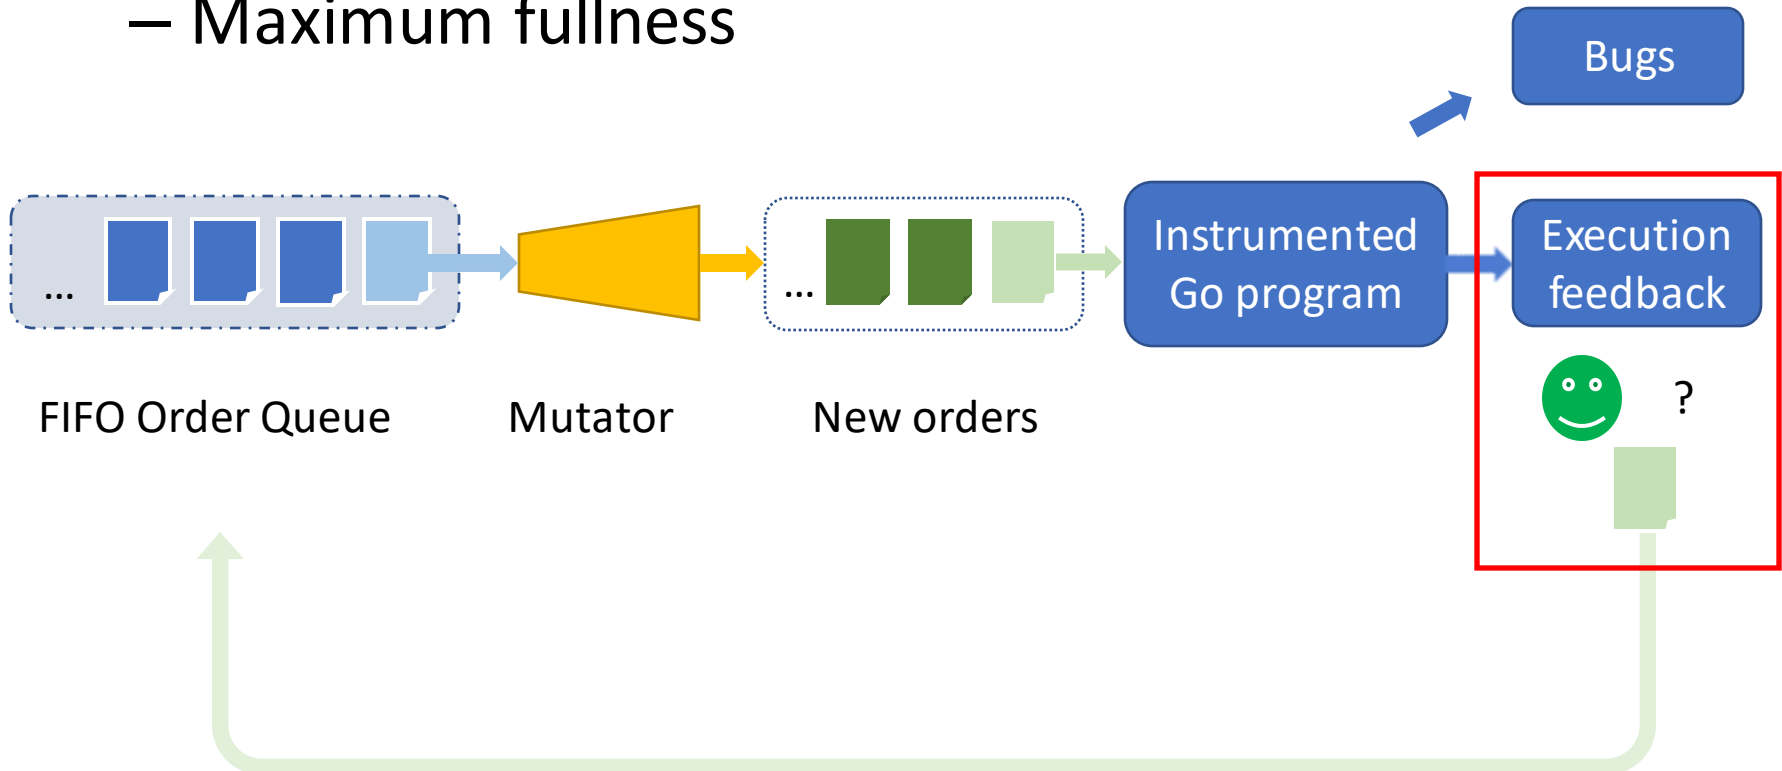 – Maximum fullness
Bugs
...
...
Instrumented
Go program
Execution
feedback
?
FIFO Order Queue
Mutator
New orders